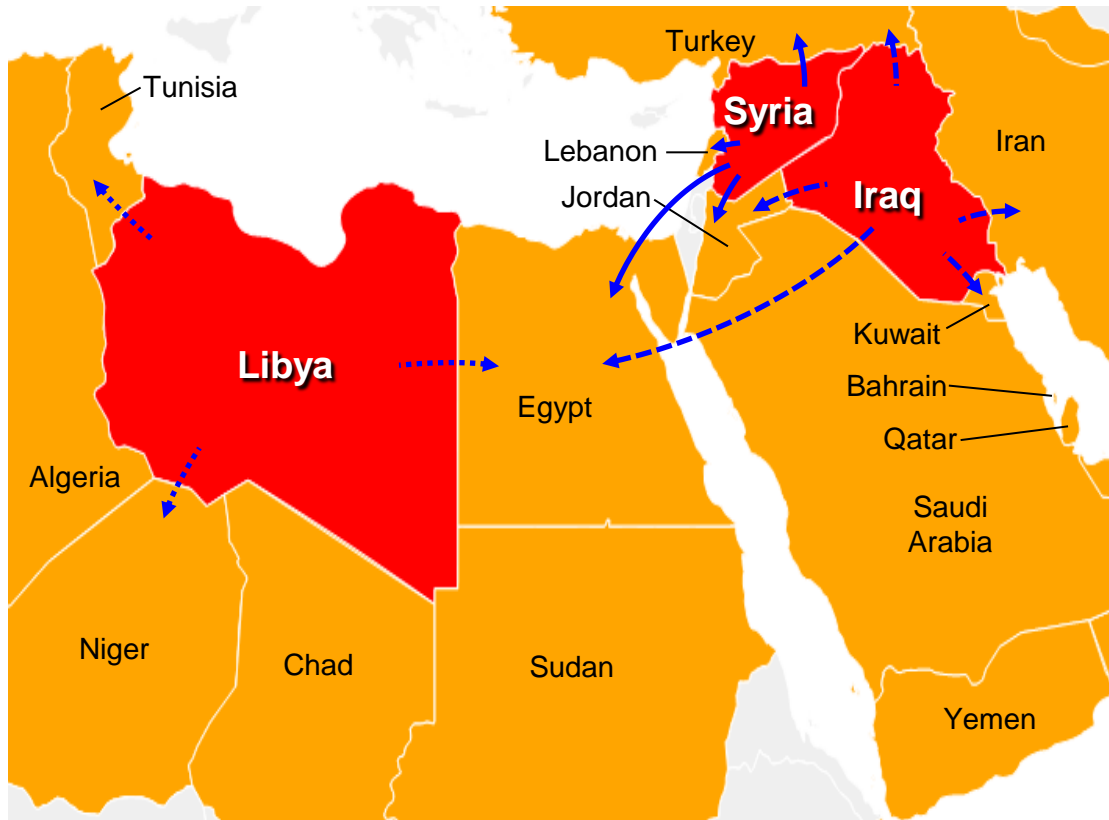 Turkey
Tunisia
Syria
Lebanon
Iran
Jordan
Iraq
Kuwait
Libya
Bahrain
Egypt
Qatar
Algeria
Saudi
Arabia
Niger
Chad
Sudan
Yemen